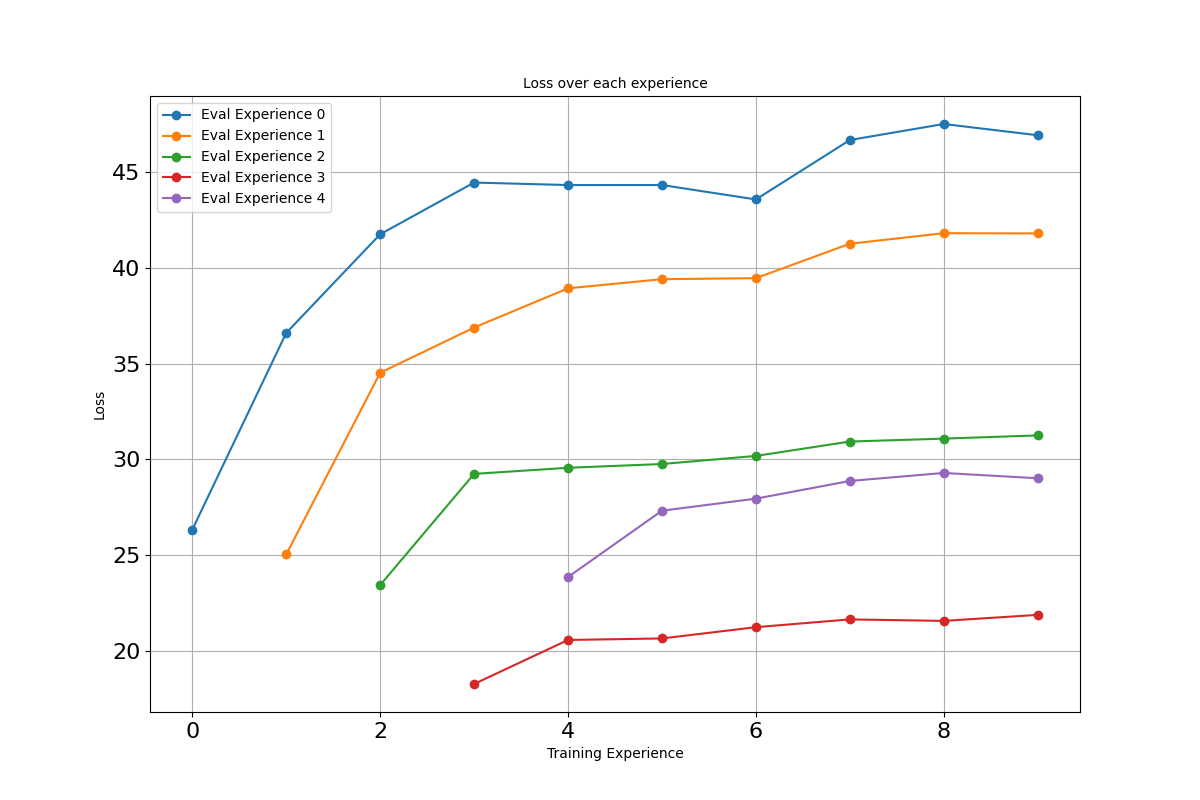 Loss over each experience
Eval Experience 0
Eval Experience 1
Eval Experience 2
Eval Experience 3
Eval Experience 4
45
40
35
30
25
20
Loss
0 2 4 6 8
Training Experience